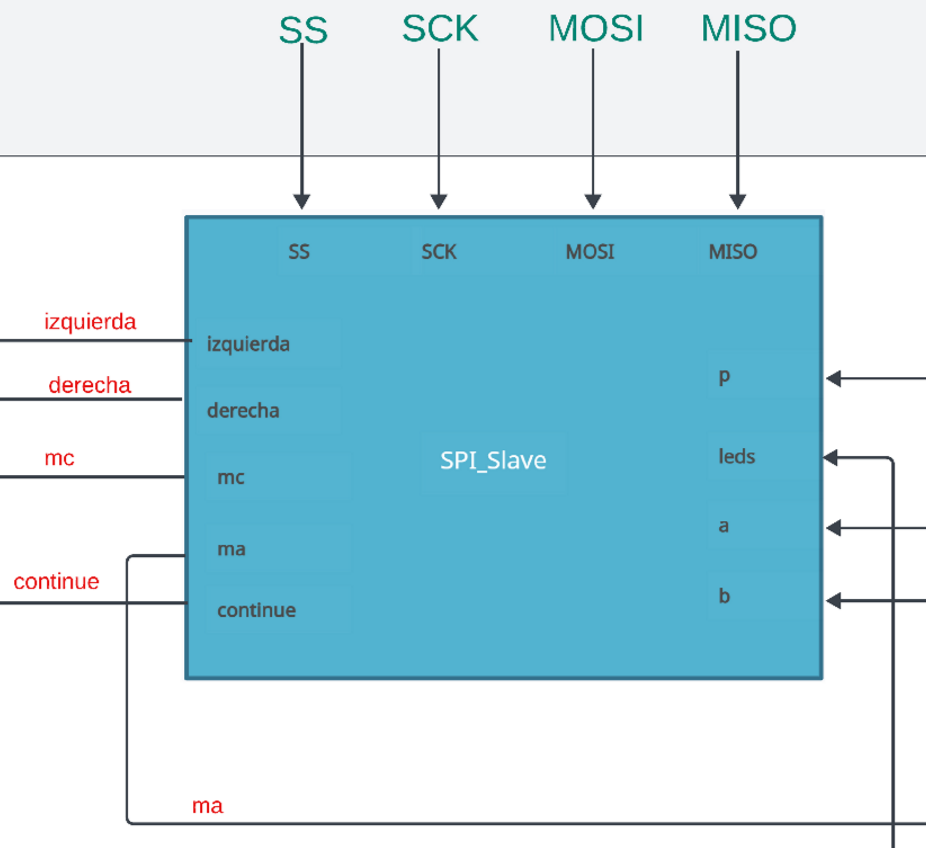 SS SCK MOSI MISO
SS SCK MOSI MISO
izquierda
izquierda
derecha
derecha
mc
mc
ma
continue
continue
SPI_Slave
p
leds
a
b
ma